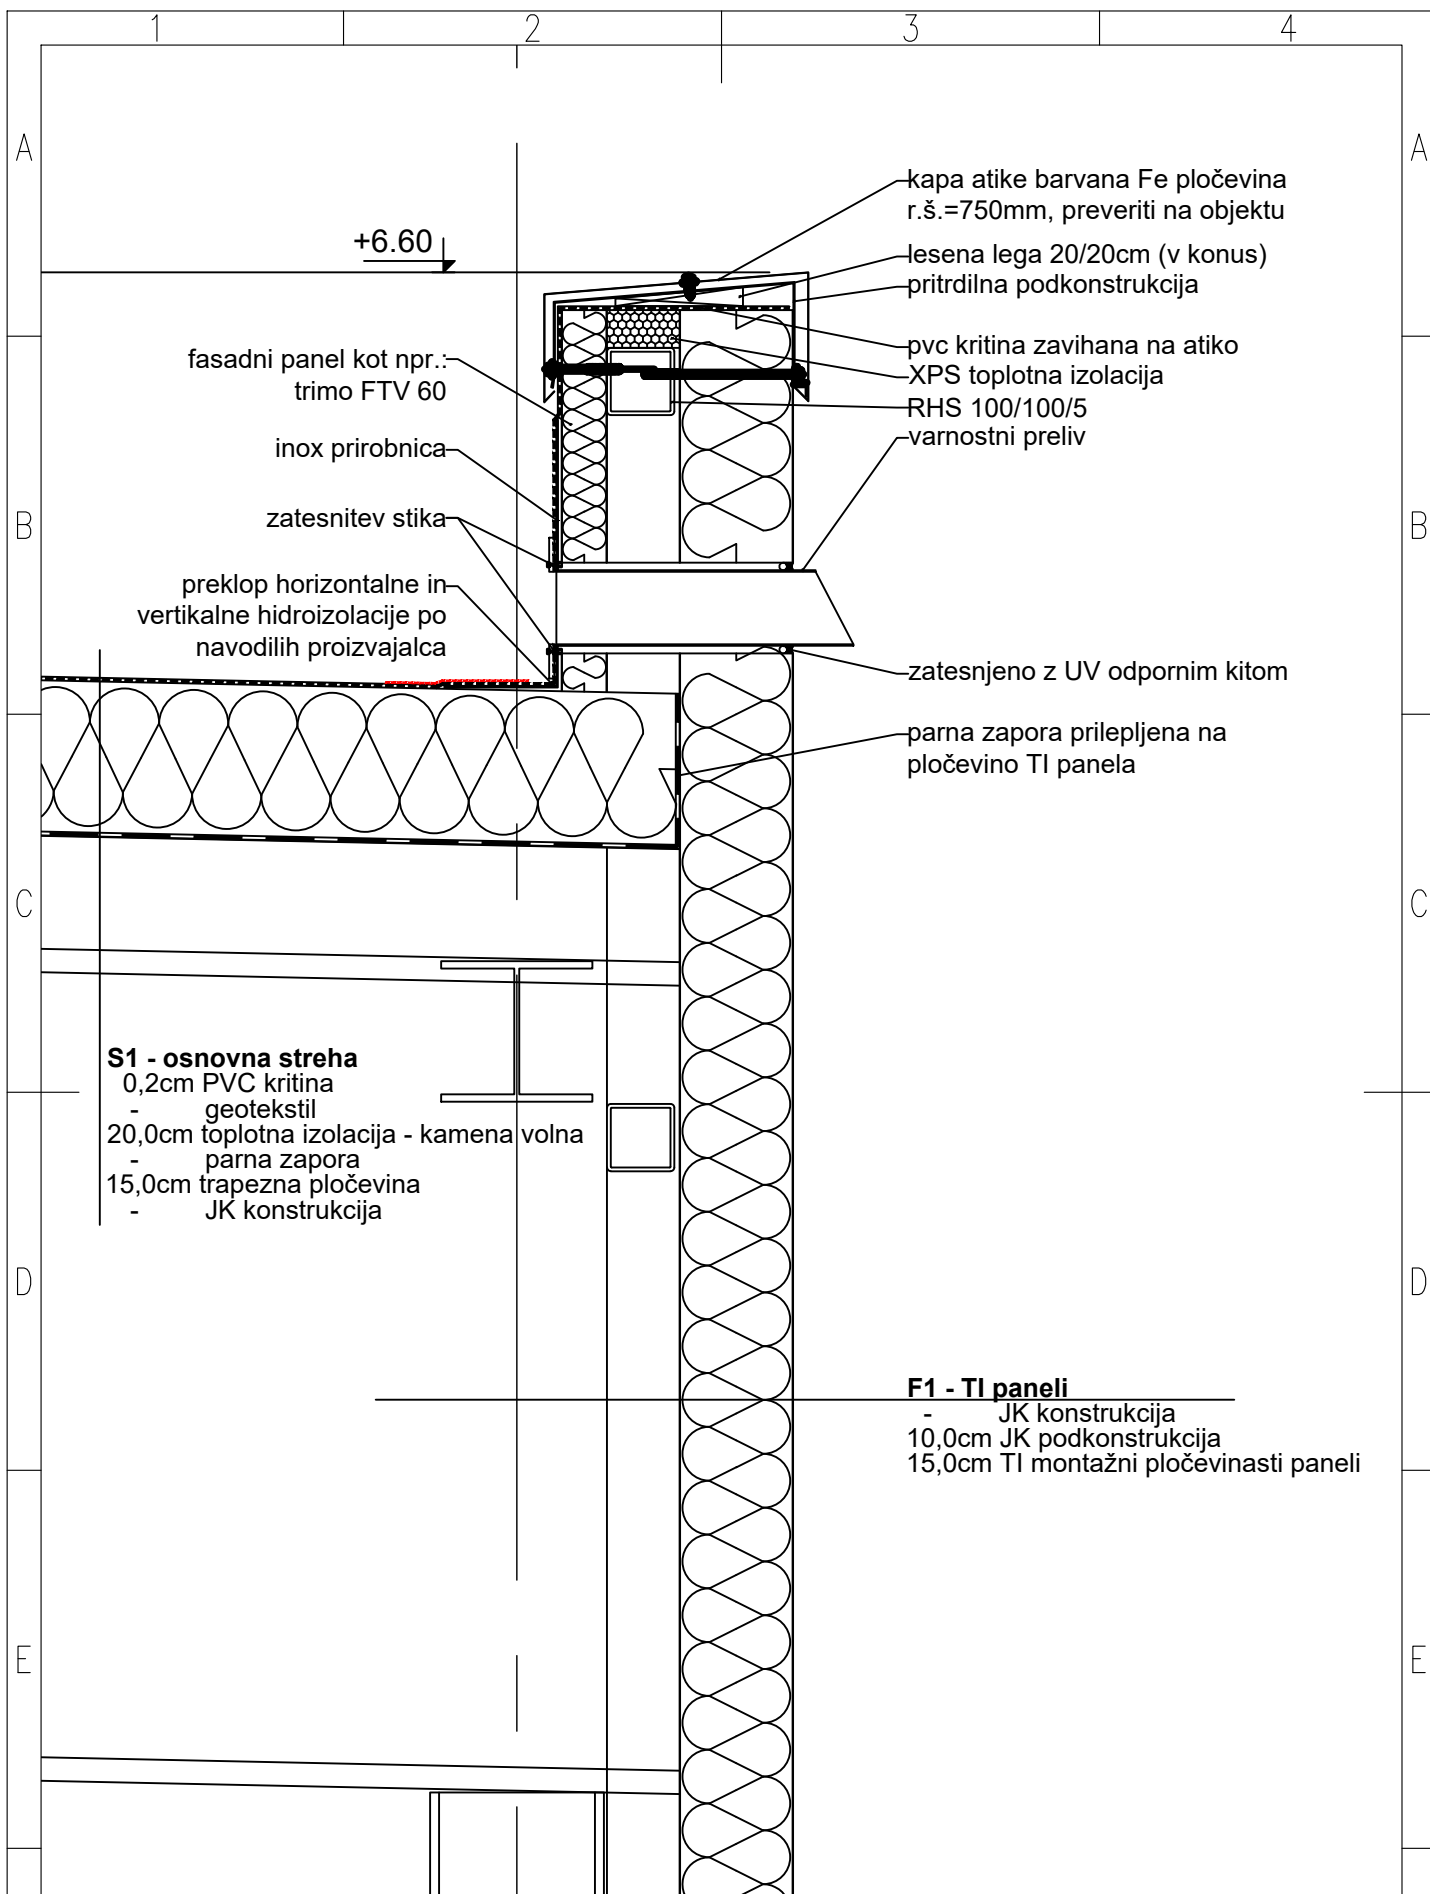 1
2
3
4
A
A
kapa atike barvana Fe pločevina
r.š.=750mm, preveriti na objektu
+6.60
lesena lega 20/20cm (v konus)
pritrdilna podkonstrukcija
fasadni panel kot npr.:
trimo FTV 60
pvc kritina zavihana na atiko
XPS toplotna izolacija
RHS 100/100/5
varnostni preliv
inox prirobnica
zatesnitev stika
B
B
preklop horizontalne in
vertikalne hidroizolacije po
navodilih proizvajalca
zatesnjeno z UV odpornim kitom
parna zapora prilepljena na
pločevino TI panela
C
C
S1 - osnovna streha
0,2cm PVC kritina
- geotekstil
20,0cm toplotna izolacija - kamena volna
- parna zapora
15,0cm trapezna pločevina
- JK konstrukcija
D
D
F1 - TI paneli
- JK konstrukcija
10,0cm JK podkonstrukcija
15,0cm TI montažni pločevinasti paneli
E
E